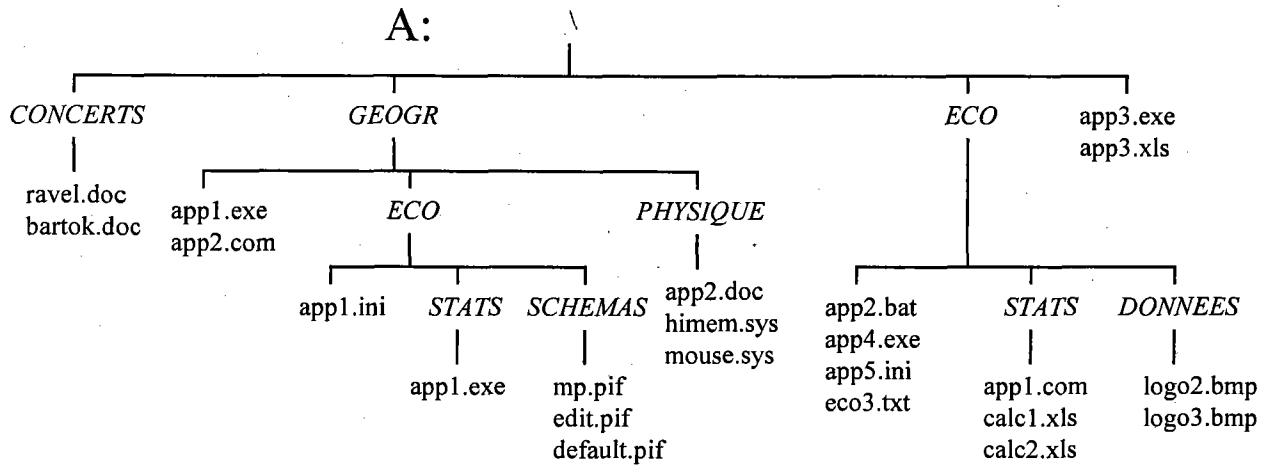 A: \
CONCERTS GEOGR ECO app3.exe
app3.xls
ravel.doc
bartok.doc
app1.exe ECO PHYSIQUE
app2.com
app1.ini STATS SCHEMAS
app2.doc
himem.sys
mouse.sys
app2.bat STATS DONNEES
app4.exe
app5.ini
eco3.txt
app1.exe
mp.pif
edit.pif
default.pif
app1.com
calc1.xls
calc2.xls
logo2.bmp
logo3.bmp